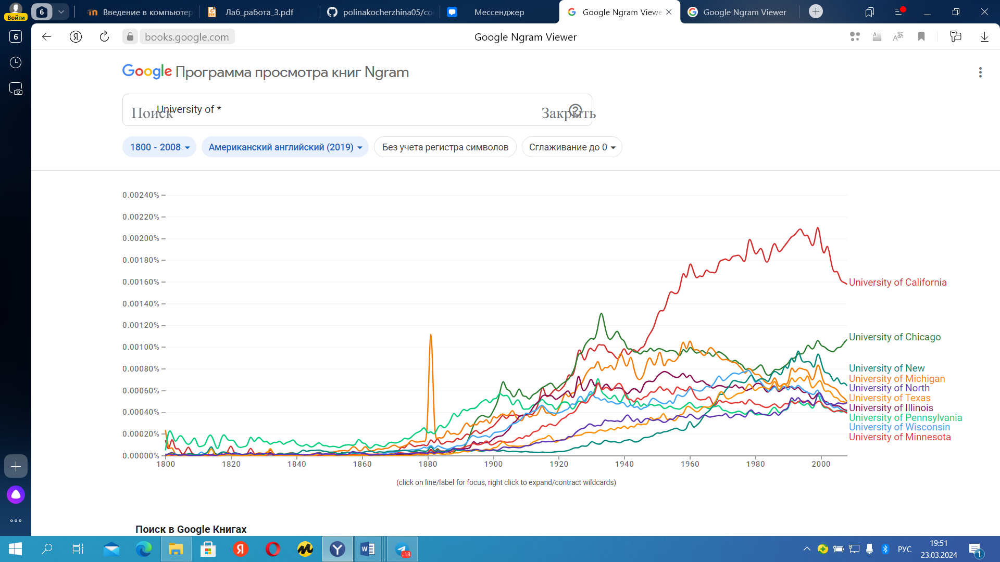 Войти
6
Введение в компьютер
Лаб_работа_3.pdf
polinakocherzhina05/co
Мессенджер
Google Ngram Viewe
Google Ngram Viewer
6
Я
books.google.com
Google Ngram Viewer
Google Программа просмотра книг Ngram
University of *
Поиск
Закрыть
1800 - 2008
Американский английский (2019)
Без учета регистра символов
Сглаживание до 0
0.00240%
0.00220%
0.00200%
0.00180%
0.00160%
0.00140%
0.00120%
0.00100%
0.00080%
0.00060%
0.00040%
0.00020%
0.00000%
University of California
University of Chicago
University of New
University of Michigan
University of North
University of Texas
University of Illinois
University of Pennsylvania
University of Wisconsin
University of Minnesota
1800 1820 1840 1860 1880 1900 1920 1940 1960 1980 2000
(click on line/label for focus, right click to expand/contract wildcards)
Поиск в Google Книгах
..18
РУС
19:51
23.03.2024
1